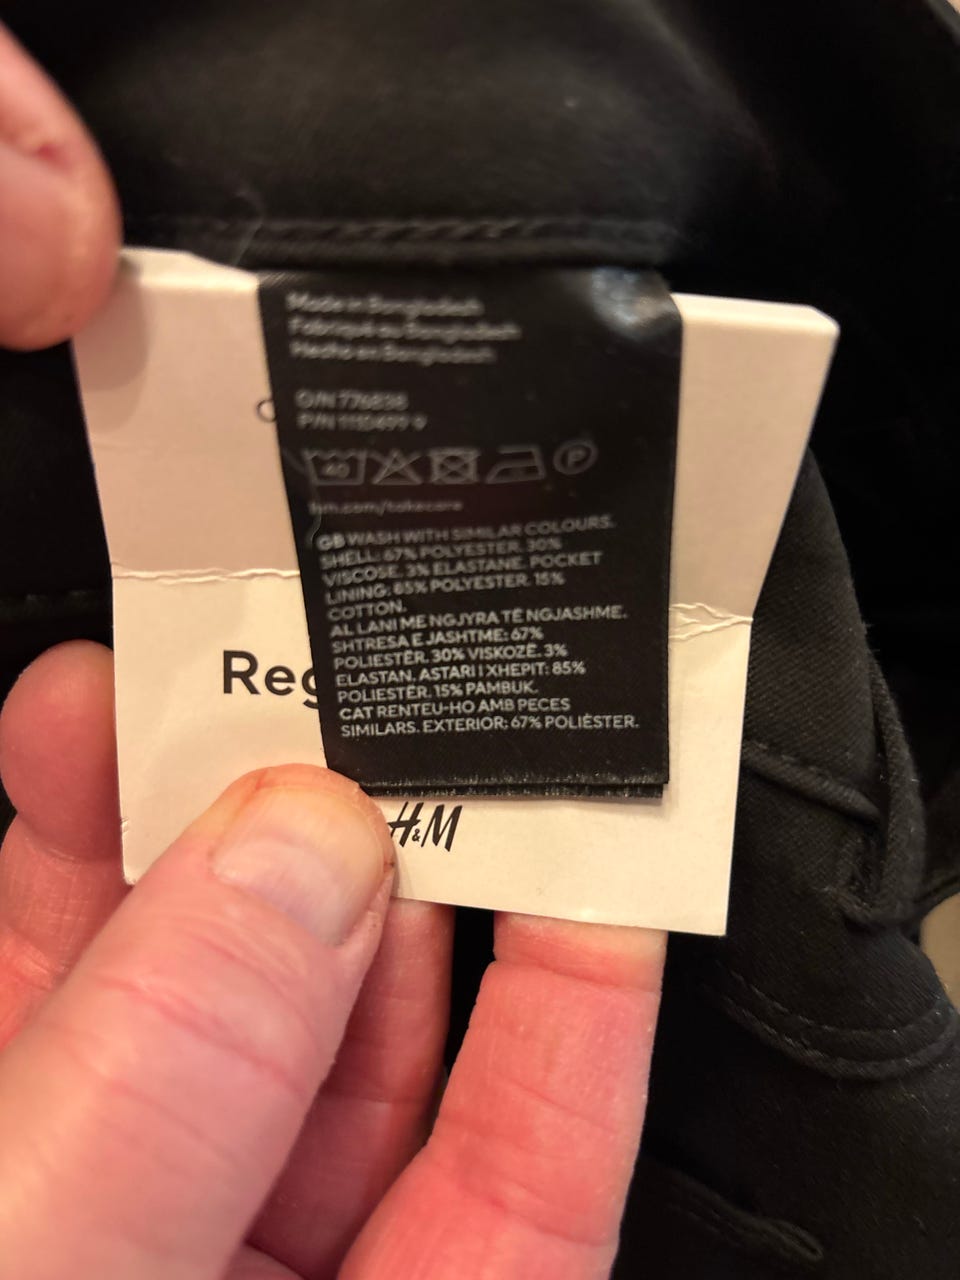 Made in Bangladesh
Fabriqué au Bangladesh
Hecho en Bangladesh
O/N 776838
P/N
40
P
hm.com/takecare
GB WASH WITH SIMILAR COLOURS.
SHELL: 67% POLYESTER. 30%
VISCOSE. 3% ELASTANE. POCKET
LINING: 85% POLYESTER. 15%
COTTON.
AL LANI ME NGJYRA TË NGJASHME.
SHTRESA E JASHTME: 67%
POLIESTËR. 30% VISKOZË. 3%
ELASTAN. ASTARI I XHEPIT: 85%
POLIESTËR. 15% PAMBUK.
CAT RENTEU-HO AMB PECES
SIMILARS. EXTERIOR: 67% POLIÈSTER.
Reg
H&M